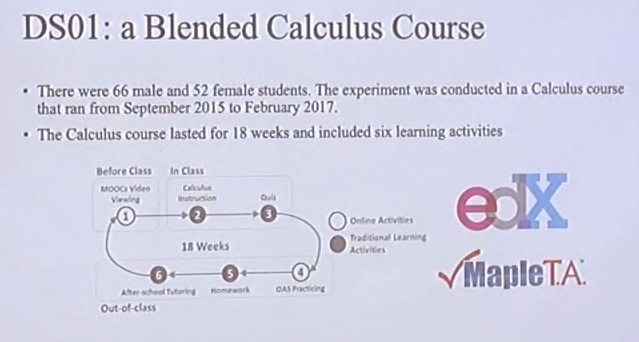 DS01: a Blended Calculus Course
• There were 66 male and 52 female students. The experiment was conducted in a Calculus course
that ran from September 2015 to February 2017.
• The Calculus course lasted for 18 weeks and included six learning activities
Before Class
In Class
MOOCs Video
Viewing
1
Calculus
Instruction
2
Quiz
3
18 Weeks
Online Activities
Traditional Learning
Activities
6
5
4
After-school Tutoring
Homework
OAS Practicing
Out-of-class
edX
MapleT.A.